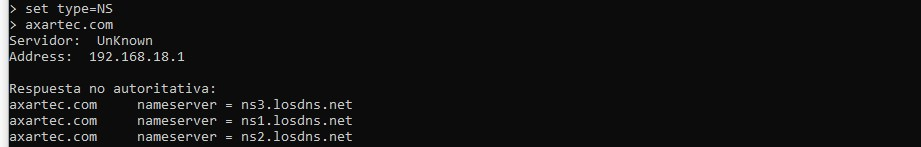 > set type=NS
> axartec.com
Servidor:  UnKnown
Address:  192.168.18.1

Respuesta no autoritativa:
axartec.com     nameserver = ns3.losdns.net
axartec.com     nameserver = ns1.losdns.net
axartec.com     nameserver = ns2.losdns.net